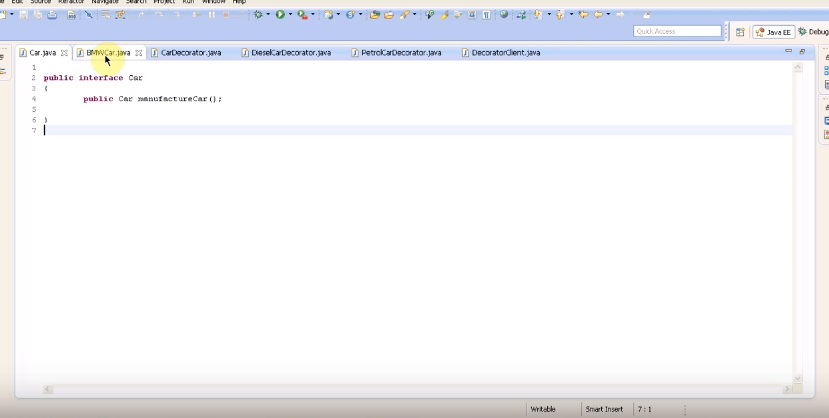 Edit Source Refactor Navigator Search Project Run Window Help
Quick Access
Java EE
Debug
Car.java
BMWCar.java
CarDecorator.java
DieselCarDecorator.java
PetrolCarDecorator.java
DecoratorClient.java
1
2 public interface Car
3 {
4 public Car manufactureCar();
5
6 }
7
Writable
Smart Insert
7 : 1